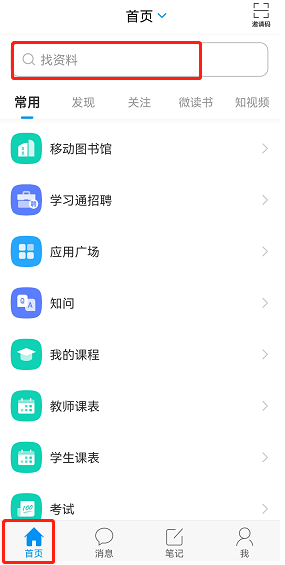 首页
邀请码
找资料
常用 发现 关注 微读书 知视频
移动图书馆
学习通招聘
应用广场
知问
我的课程
教师课表
学生课表
考试
首页 消息 笔记 我